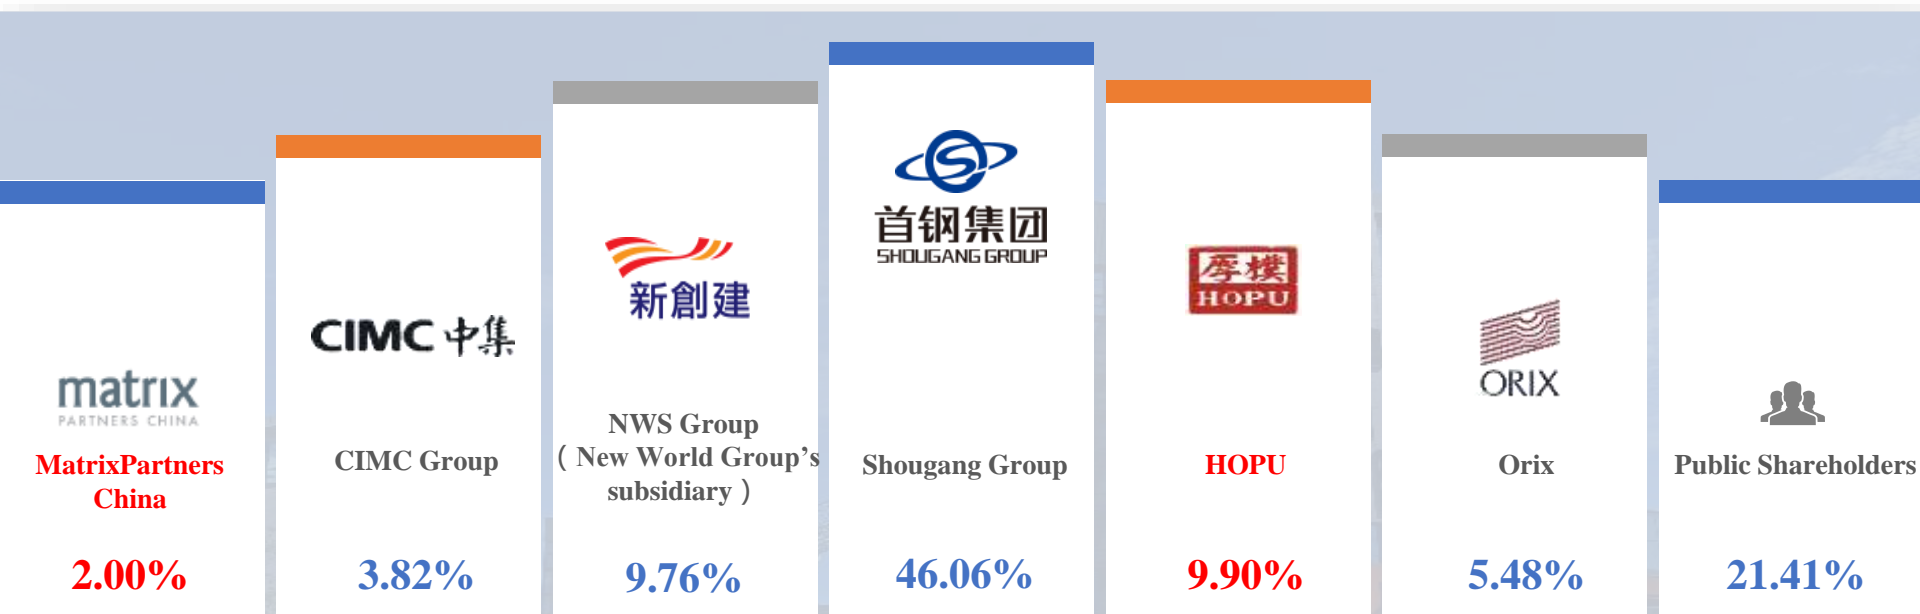 matrix
PARTNERS CHINA
MatrixPartners
China
2.00%
CIMC 中集
CIMC Group
3.82%
新創建
NWS Group
( New World Group’s
subsidiary )
9.76%
首钢集团
SHOUGANG GROUP
Shougang Group
46.06%
厚樸
HOPU
HOPU
9.90%
ORIX
Orix
5.48%
Public Shareholders
21.41%